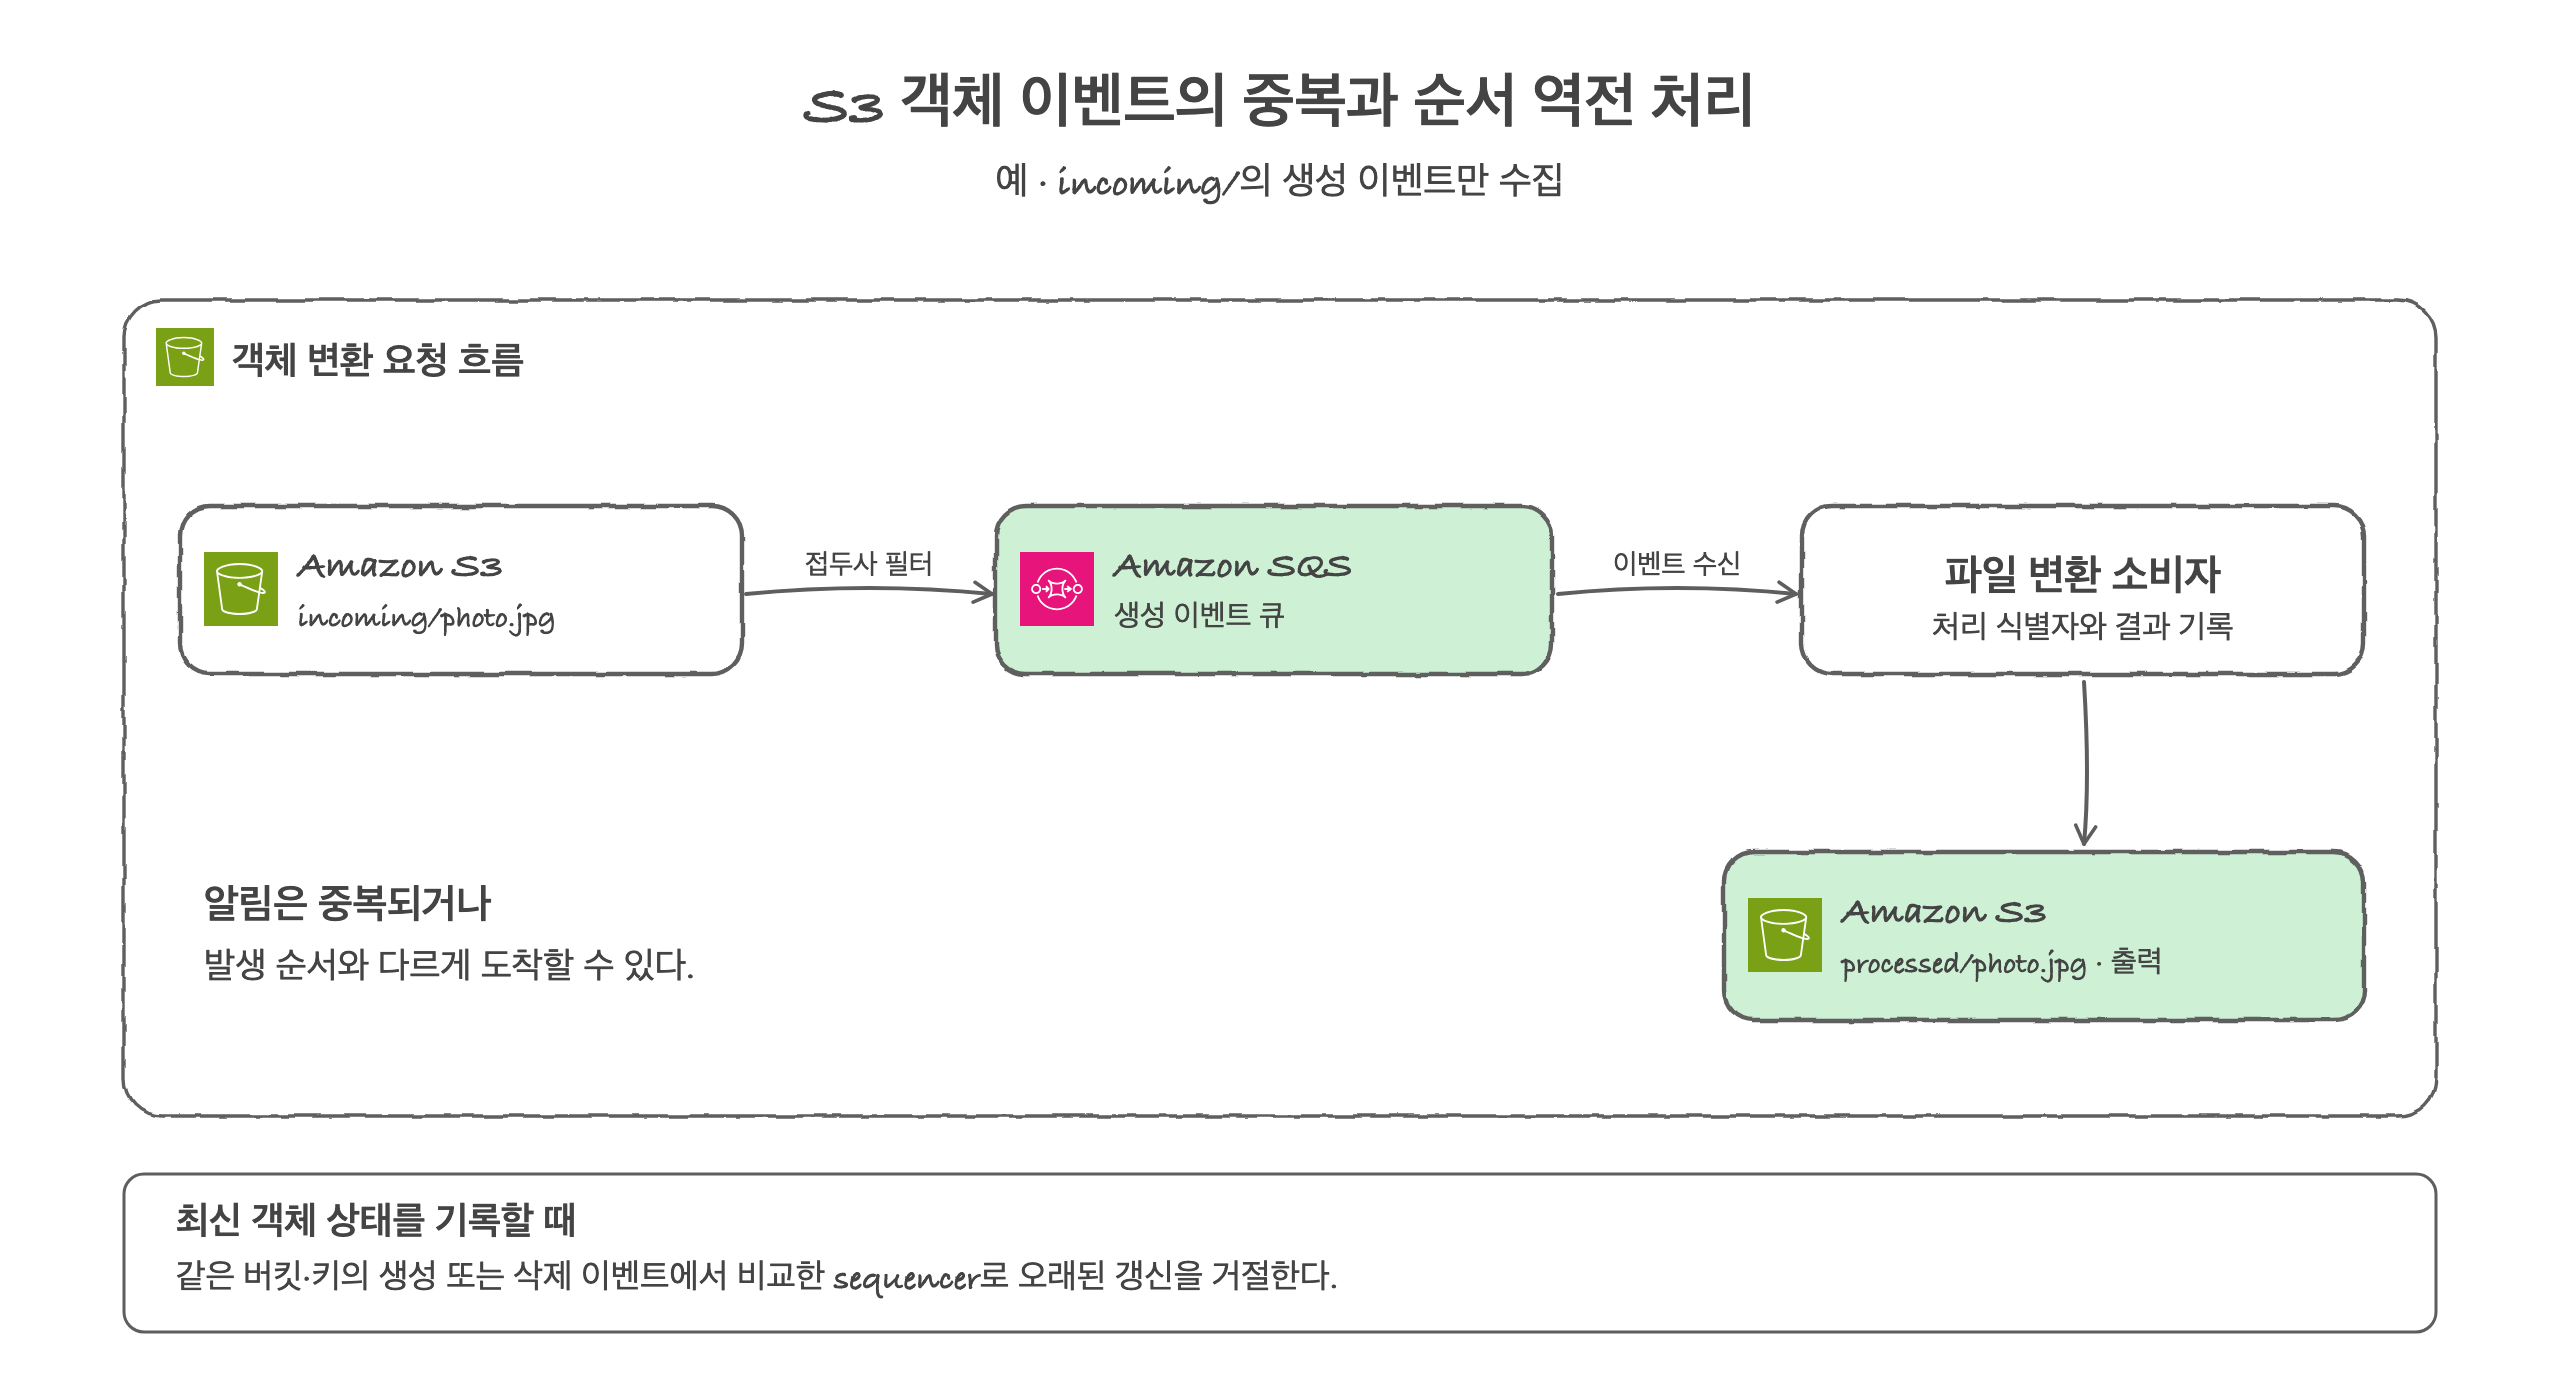 S3 객체 이벤트의 중복과 순서 역전 처리
예 · incoming/의 생성 이벤트만 수집
객체 변환 요청 흐름
Amazon S3
incoming/photo.jpg
접두사 필터
Amazon SQS
생성 이벤트 큐
이벤트 수신
파일 변환 소비자
처리 식별자와 결과 기록
알림은 중복되거나
발생 순서와 다르게 도착할 수 있다.
Amazon S3
processed/photo.jpg · 출력
최신 객체 상태를 기록할 때
같은 버킷·키의 생성 또는 삭제 이벤트에서 비교한 sequencer로 오래된 갱신을 거절한다.